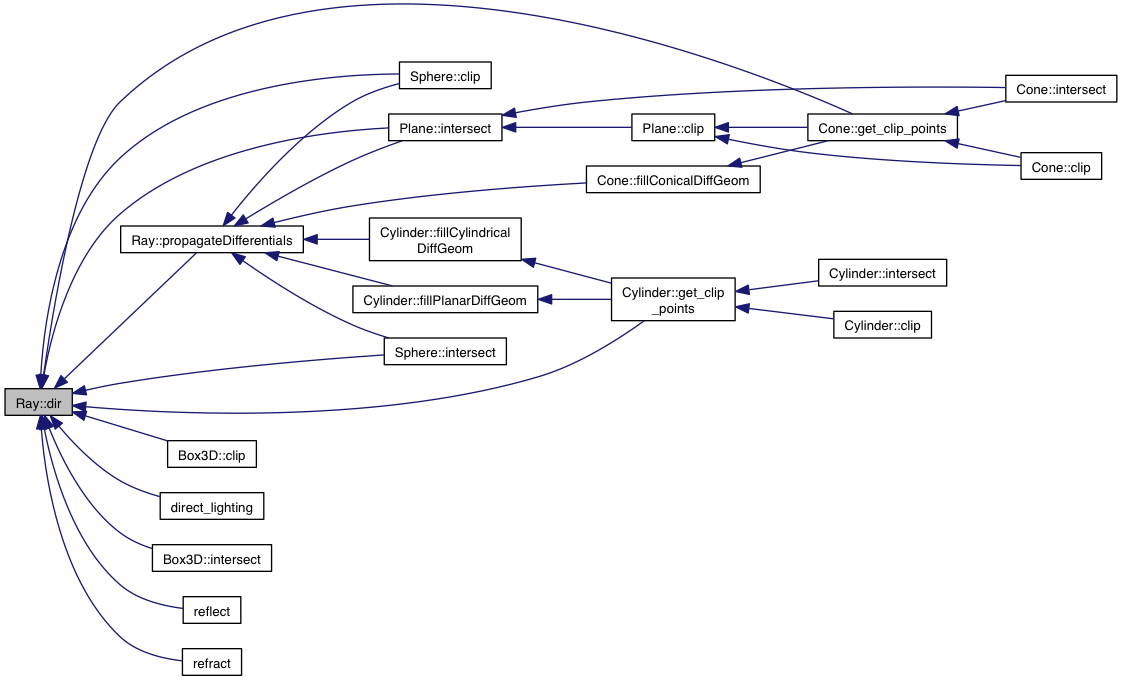 Sphere::clip
Cone::intersect
Plane::intersect
Plane::clip
Cone::get_clip_points
Cone::clip
Cone::fillConicalDiffGeom
Ray::propagateDifferentials
Cylinder::fillCylindrical
DiffGeom
Cylinder::intersect
Cylinder::fillPlanarDiffGeom
Cylinder::get_clip
_points
Cylinder::clip
Sphere::intersect
Ray::dir
Box3D::clip
direct_lighting
Box3D::intersect
reflect
refract